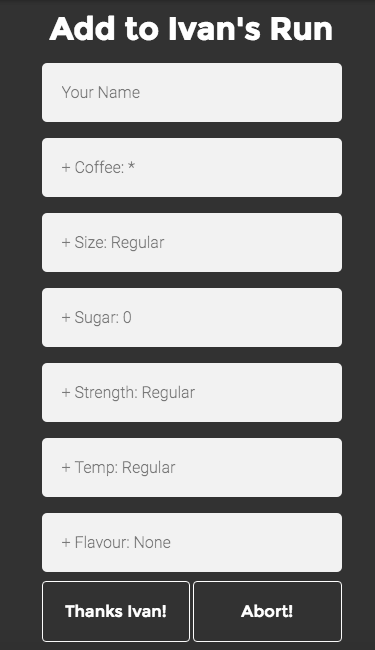 Add to Ivan's Run
Your Name
+ Coffee: *
+ Size: Regular
+ Sugar: 0
+ Strength: Regular
+ Temp: Regular
+ Flavour: None
Thanks Ivan!
Abort!